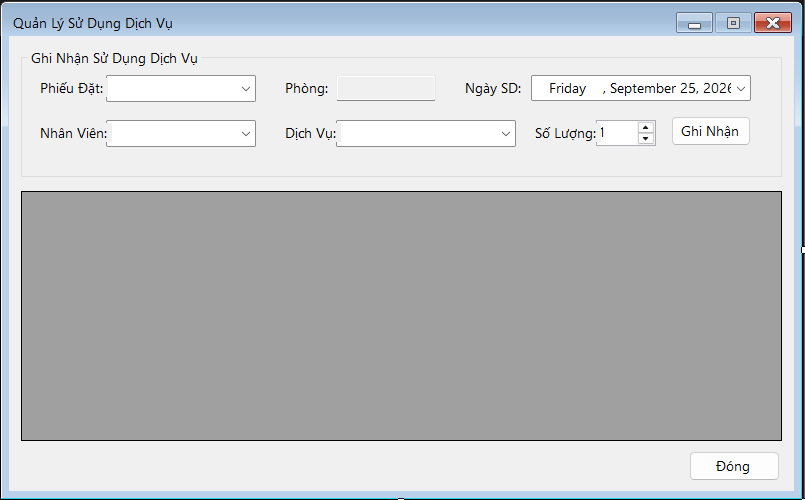 Quản Lý Sử Dụng Dịch Vụ
Ghi Nhận Sử Dụng Dịch Vụ
Phiếu Đặt: Phòng: Ngày SD: Friday , September 25, 2026
Nhân Viên: Dịch Vụ: Số Lượng: 1 Ghi Nhận
Đóng